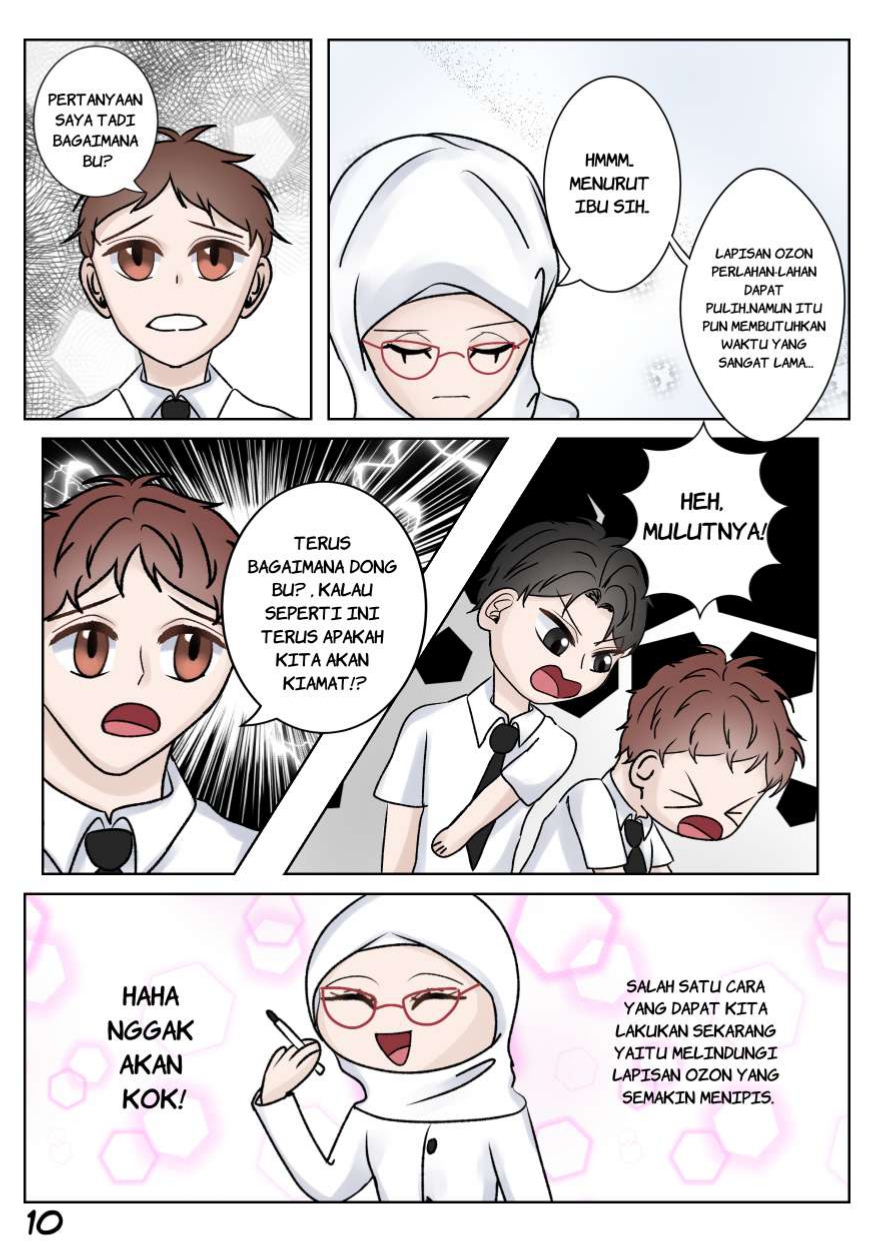 PERTANYAAN
SAYA TADI
BAGAIMANA
BU?
HMMM..
MENURUT
IBU SIH..
LAPISAN OZON
PERLAHAN-LAHAN
DAPAT
PULIH.NAMUN ITU
PUN MEMBUTUHKAN
WAKTU YANG
SANGAT LAMA...
TERUS
BAGAIMANA DONG
BU? , KALAU
SEPERTI INI
TERUS APAKAH
KITA AKAN
KIAMAT!?
HEH,
MULUTNYA!
HAHA
NGGAK
AKAN
KOK!
SALAH SATU CARA
YANG DAPAT KITA
LAKUKAN SEKARANG
YAITU MELINDUNGI
LAPISAN OZON YANG
SEMAKIN MENIPIS.
10